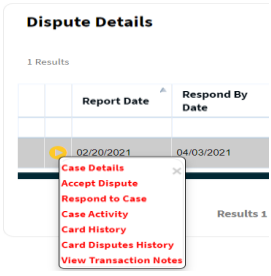 Dispute Details
1 Results
Report Date
Respond By
Date
02/20/2021 04/03/2021
Case Details
Accept Dispute
Respond to Case
Case Activity
Card History
Card Disputes History
View Transaction Notes
Results 1